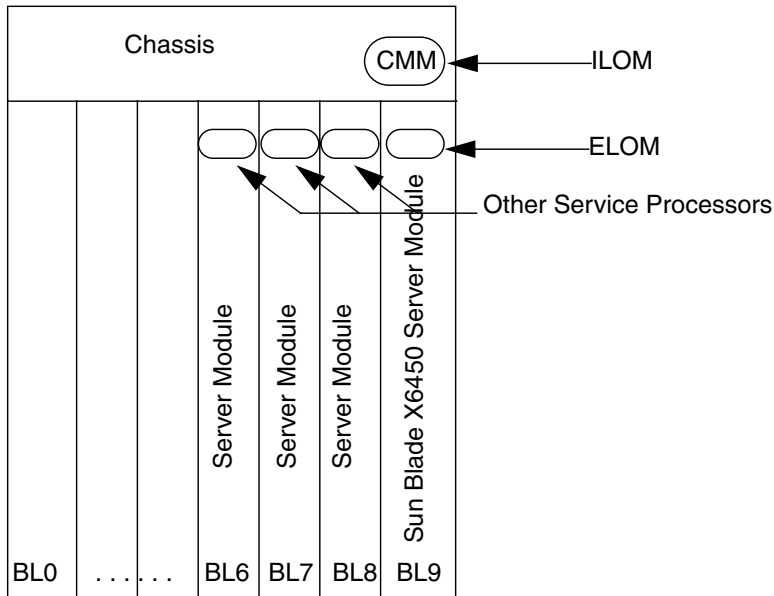 Chassis
CMM
ILOM
ELOM
Other Service Processors
Server Module
Server Module
Server Module
Sun Blade X6450 Server Module
BL0
. . . . . .
BL6
BL7
BL8
BL9